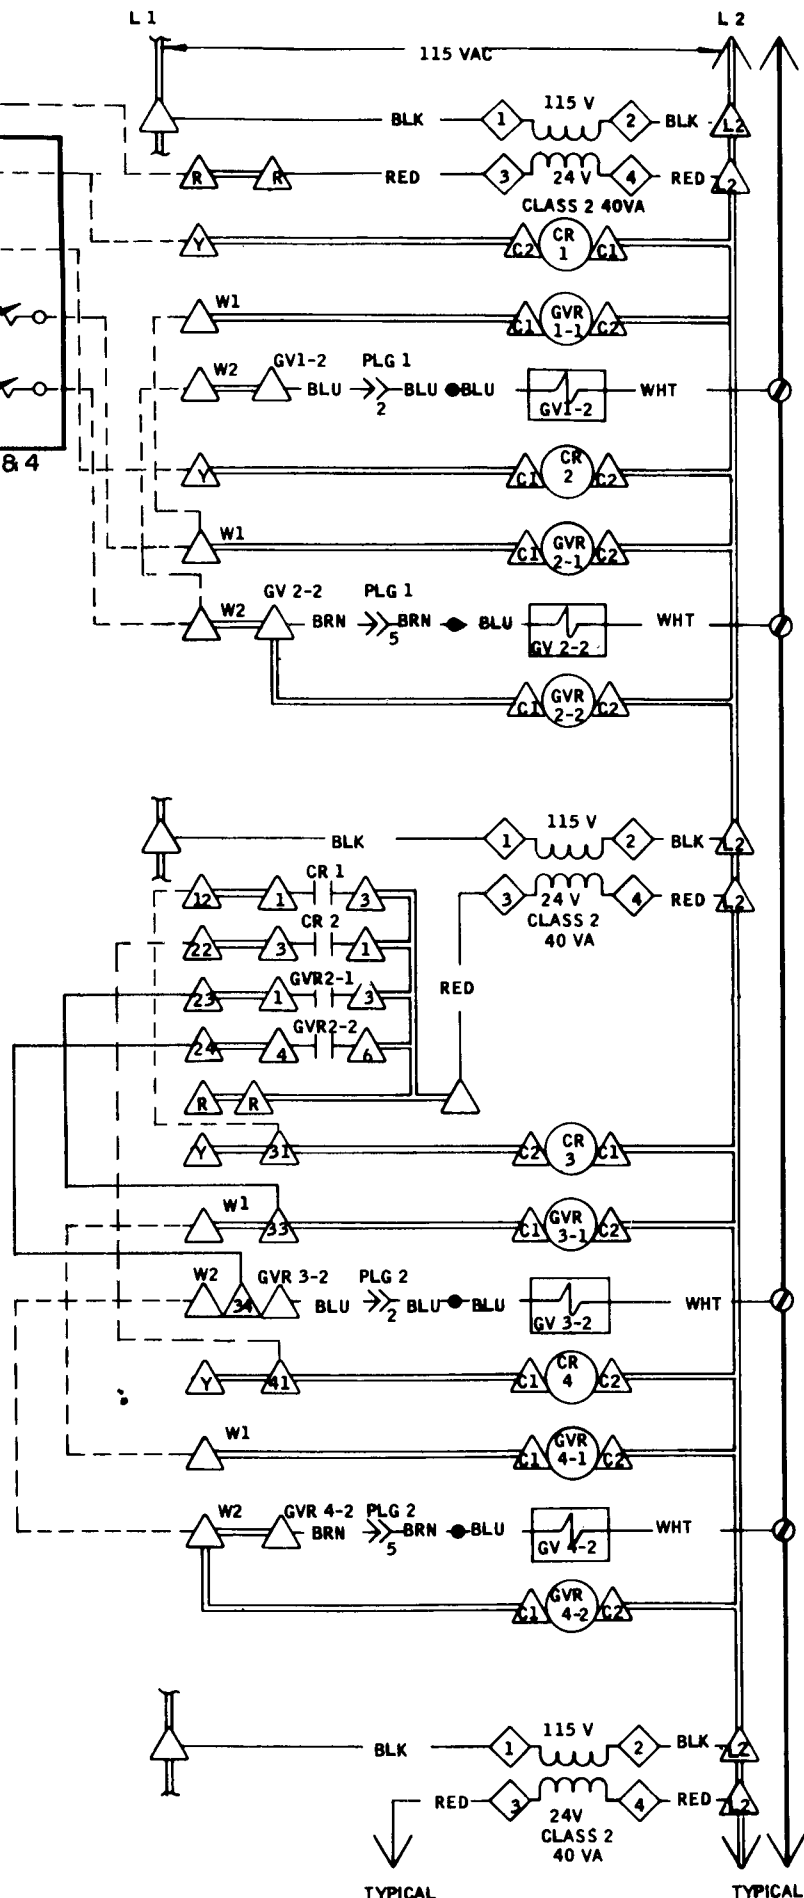 L 1 L 2
115 VAC
BLK 1 115 V 2 BLK L2
R R RED 3 24 V 4 RED L2
CLASS 2 40VA
Y C2 CR 1 C1
W1 C1 GVR 1-1 C2
W2 GV1-2 BLU PLG 1 2 BLU BLU GV1-2 WHT
& 4
Y C1 CR 2 C2
W1 C1 GVR 2-1 C2
W2 GV 2-2 BRN PLG 1 5 BRN BLU GV 2-2 WHT
C1 GVR 2-2 C2
BLK 1 115 V 2 BLK L2
12 1 CR 1 3 3 24 V 4 RED L2
CLASS 2
40 VA
22 3 CR 2 1
23 1 GVR2-1 3 RED
24 4 GVR2-2 6
R R
Y 31 C2 CR 3 C1
W1 33 C1 GVR 3-1 C2
W2 34 GVR 3-2 BLU PLG 2 2 BLU BLU GV 3-2 WHT
Y 41 C1 CR 4 C2
W1 C1 GVR 4-1 C2
W2 GVR 4-2 BRN PLG 2 5 BRN BLU GV 4-2 WHT
C1 GVR 4-2 C2
BLK 1 115 V 2 BLK L2
RED 3 24V 4 RED L2
CLASS 2
40 VA
TYPICAL TYPICAL